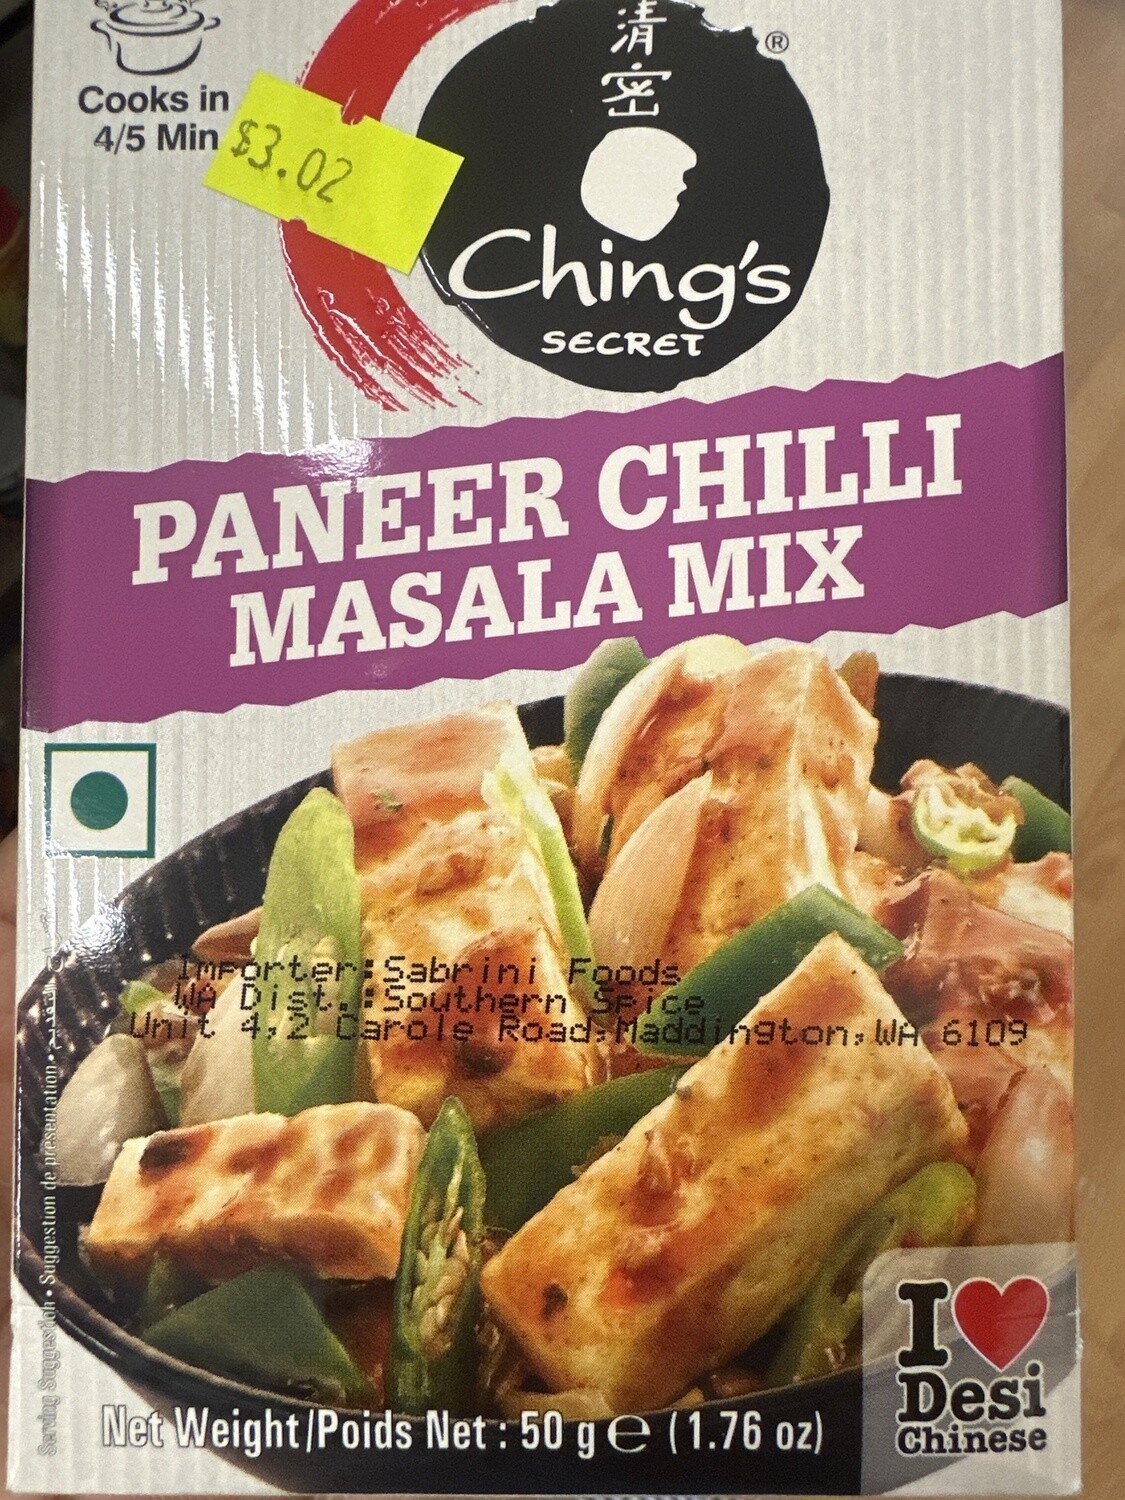 Cooks in
4/5 Min
$3.02
清
密
®
Ching's
SECRET
PANEER CHILLI
MASALA MIX
Importer:Sabrini Foods
WA Dist.:Southern Spice
Unit 4,2 Carole Road,Maddington,WA 6109
Serving Suggestion • Suggestion de présentation •
I ♥
Desi
Chinese
Net Weight/Poids Net : 50 g ℮ (1.76 oz)